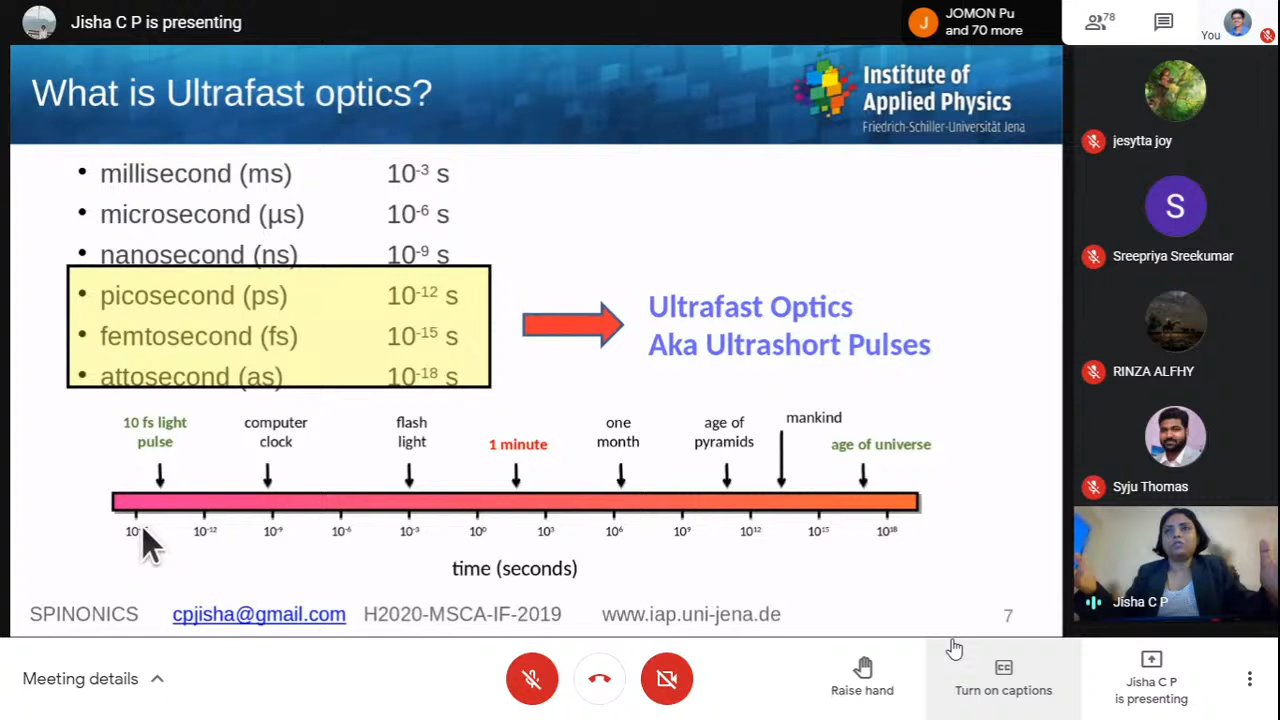 Jisha C P is presenting
J
JOMON Pu
and 70 more
78
You
What is Ultrafast optics?
Institute of
Applied Physics
Friedrich-Schiller-Universität Jena
• millisecond (ms) 10⁻³ s
• microsecond (µs) 10⁻⁶ s
• nanosecond (ns) 10⁻⁹ s
• picosecond (ps) 10⁻¹² s
• femtosecond (fs) 10⁻¹⁵ s
• attosecond (as) 10⁻¹⁸ s
Ultrafast Optics
Aka Ultrashort Pulses
10 fs light
pulse
computer
clock
flash
light
1 minute
one
month
age of
pyramids
mankind
age of universe
10⁻¹² 10⁻⁹ 10⁻⁶ 10⁻³ 10⁰ 10³ 10⁶ 10⁹ 10¹² 10¹⁵ 10¹⁸
time (seconds)
SPINONICS cpjisha@gmail.com H2020-MSCA-IF-2019 www.iap.uni-jena.de 7
jesytta joy
S
Sreepriya Sreekumar
RINZA ALFHY
Syju Thomas
Jisha C P
Meeting details
Raise hand
CC
Turn on captions
Jisha C P
is presenting